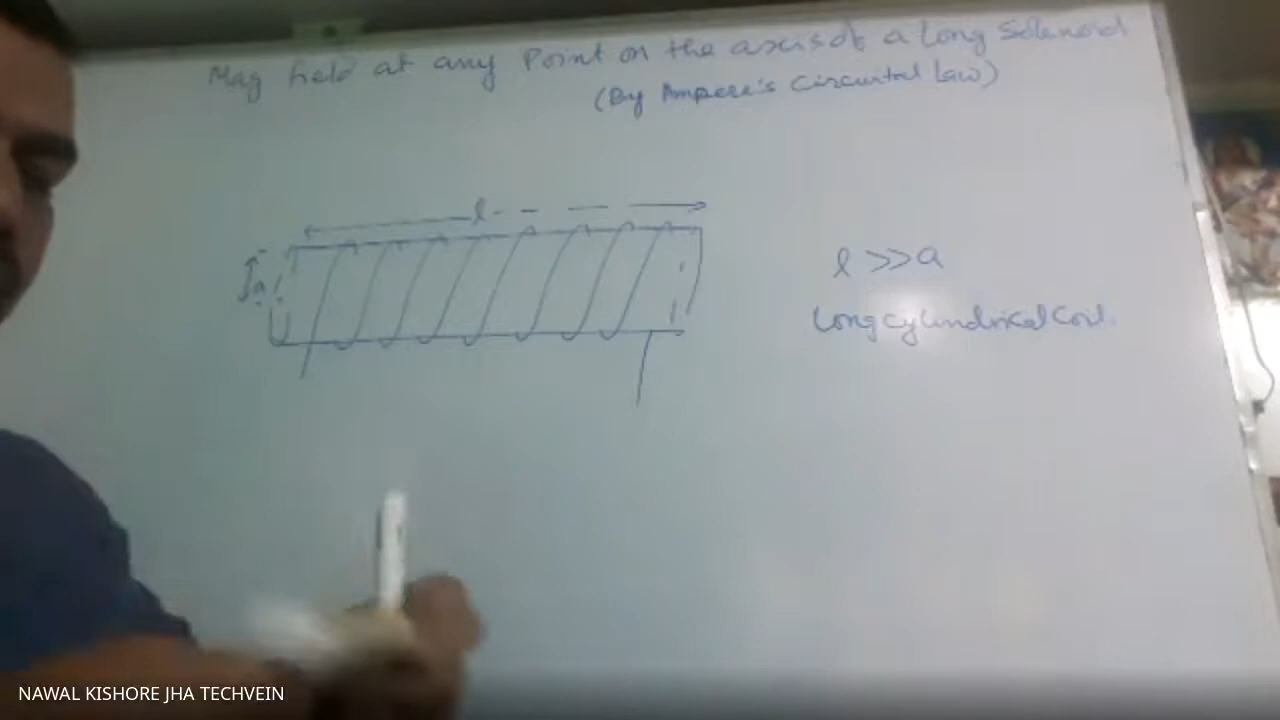 Mag field at any Point on the axis of a long Solenoid
(By Ampere's Circuital Law)
l
a
l >> a
Long cylindrical Coil.
NAWAL KISHORE JHA TECHVEIN